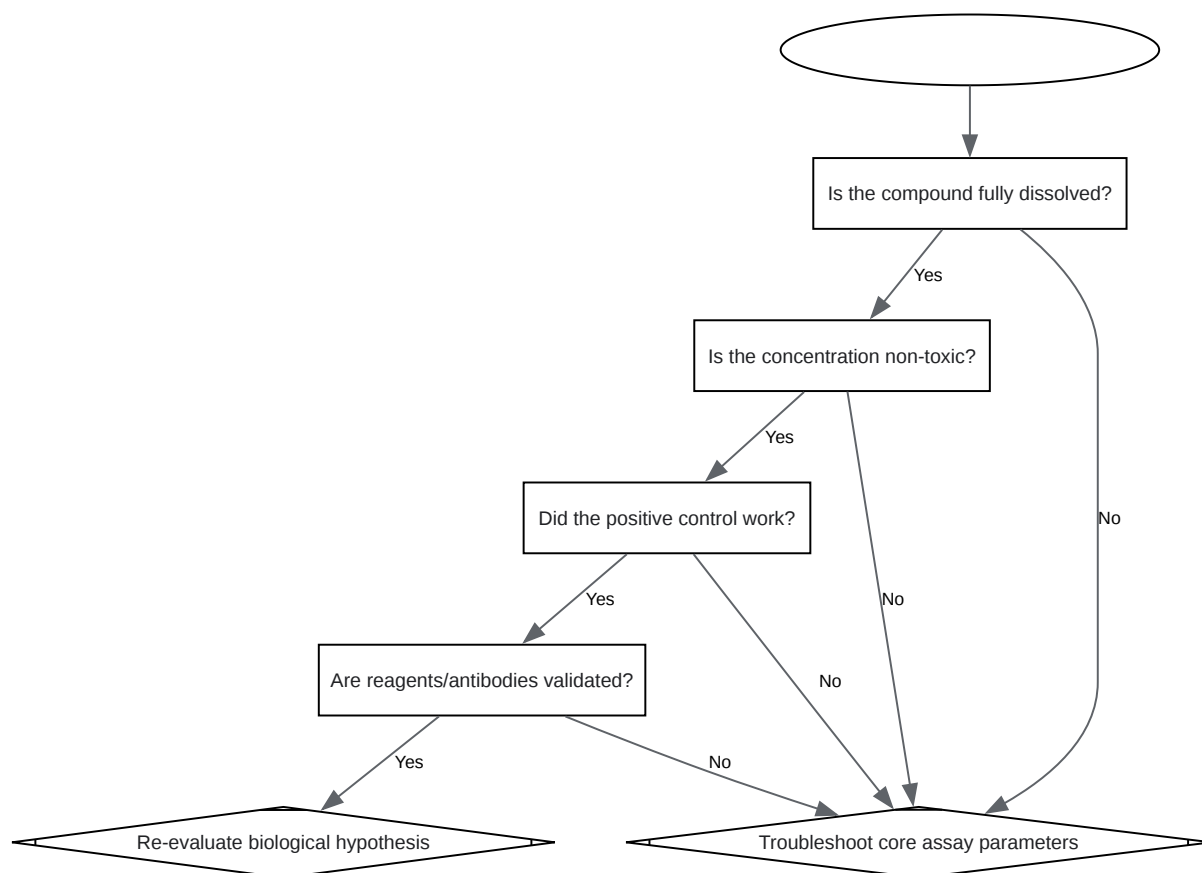 Is the compound fully dissolved?
Yes
Is the concentration non-toxic?
Yes
Did the positive control work?
No
Yes
No
Are reagents/antibodies validated?
No
Yes
No
Re-evaluate biological hypothesis
Troubleshoot core assay parameters